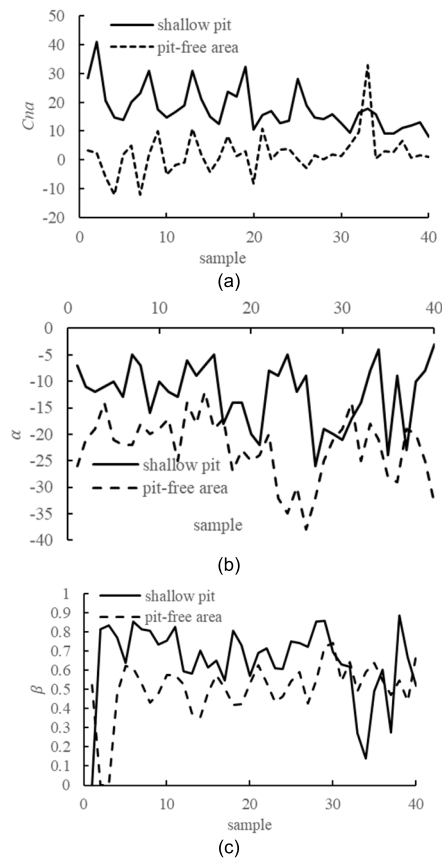 50
40
30
20
10
0
-10
-20
Cna
shallow pit
pit-free area
0 10 20 30 40
sample
(a)
0 10 20 30 40
0
-5
-10
-15
-20
-25
-30
-35
-40
α
shallow pit
pit-free area
sample
(b)
1
0.9
0.8
0.7
0.6
0.5
0.4
0.3
0.2
0.1
0
β
shallow pit
pit-free area
0 10 20 30 40
sample
(c)